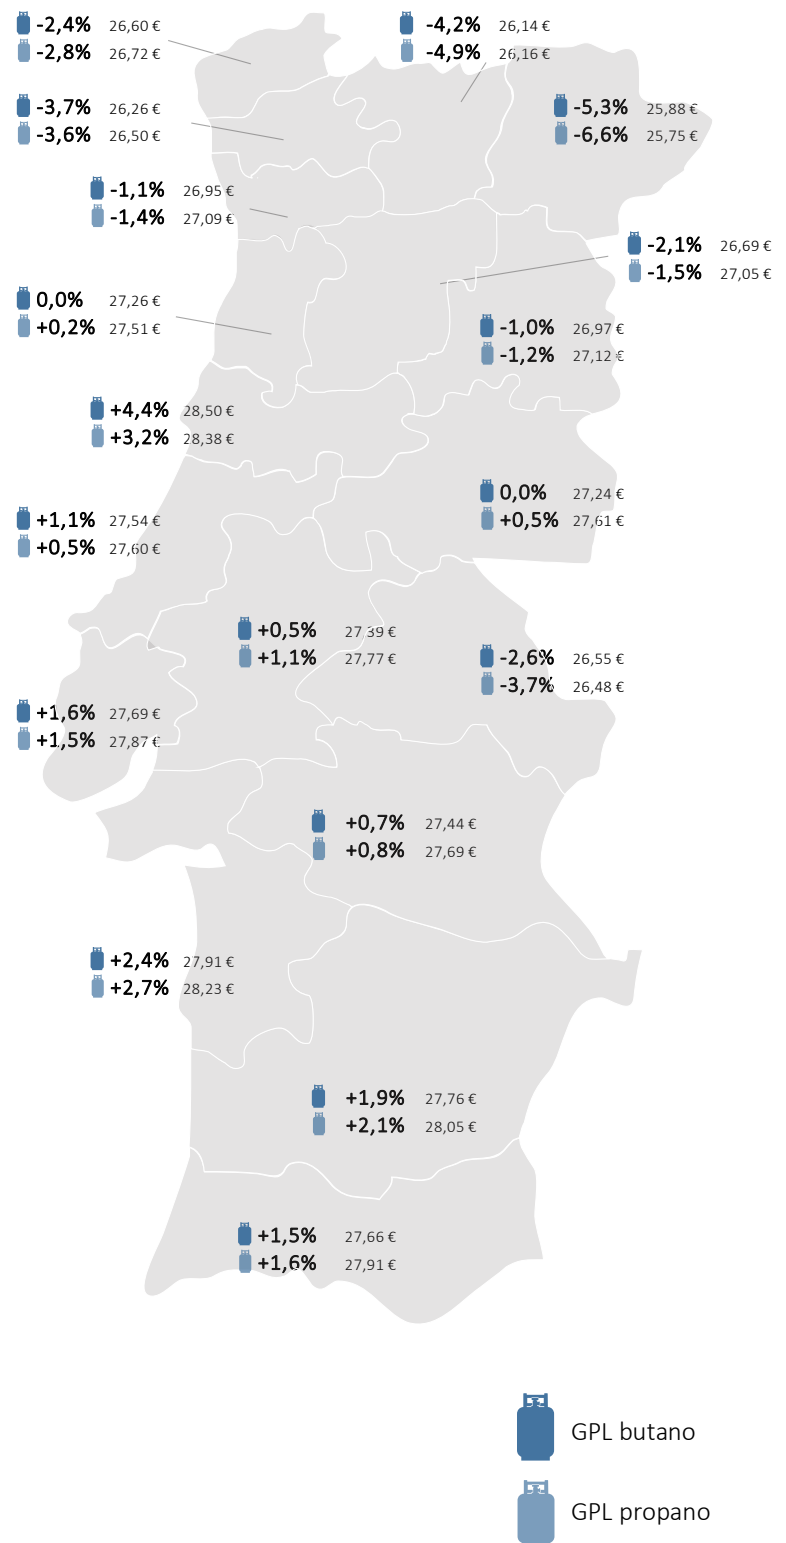 -2,4% 26,60 €
-2,8% 26,72 €
-4,2% 26,14 €
-4,9% 26,16 €
-3,7% 26,26 €
-3,6% 26,50 €
-5,3% 25,88 €
-6,6% 25,75 €
-1,1% 26,95 €
-1,4% 27,09 €
-2,1% 26,69 €
-1,5% 27,05 €
0,0% 27,26 €
+0,2% 27,51 €
-1,0% 26,97 €
-1,2% 27,12 €
+4,4% 28,50 €
+3,2% 28,38 €
0,0% 27,24 €
+0,5% 27,61 €
+1,1% 27,54 €
+0,5% 27,60 €
+0,5% 27,39 €
+1,1% 27,77 €
-2,6% 26,55 €
-3,7% 26,48 €
+1,6% 27,69 €
+1,5% 27,87 €
+0,7% 27,44 €
+0,8% 27,69 €
+2,4% 27,91 €
+2,7% 28,23 €
+1,9% 27,76 €
+2,1% 28,05 €
+1,5% 27,66 €
+1,6% 27,91 €
GPL butano
GPL propano